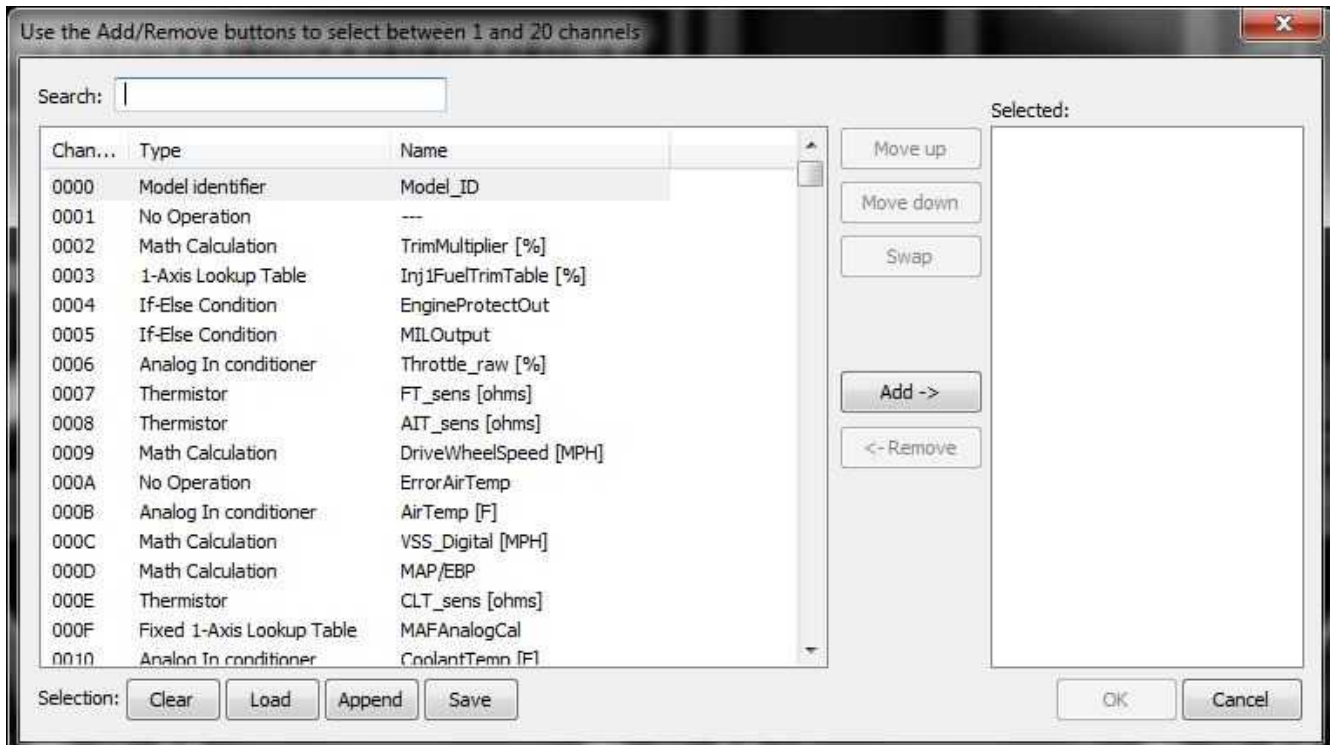 Use the Add/Remove buttons to select between 1 and 20 channels
Search:
Selected:
Chan... Type Name
0000 Model identifier Model_ID
0001 No Operation ---
0002 Math Calculation TrimMultiplier [%]
0003 1-Axis Lookup Table Inj1FuelTrimTable [%]
0004 If-Else Condition EngineProtectOut
0005 If-Else Condition MILOutput
0006 Analog In conditioner Throttle_raw [%]
0007 Thermistor FT_sens [ohms]
0008 Thermistor AIT_sens [ohms]
0009 Math Calculation DriveWheelSpeed [MPH]
000A No Operation ErrorAirTemp
000B Analog In conditioner AirTemp [F]
000C Math Calculation VSS_Digital [MPH]
000D Math Calculation MAP/EBP
000E Thermistor CLT_sens [ohms]
000F Fixed 1-Axis Lookup Table MAFAnalogCal
0010 Analog In conditioner CoolantTemp [F]
Move up
Move down
Swap
Add ->
<- Remove
Selection: Clear Load Append Save
OK Cancel